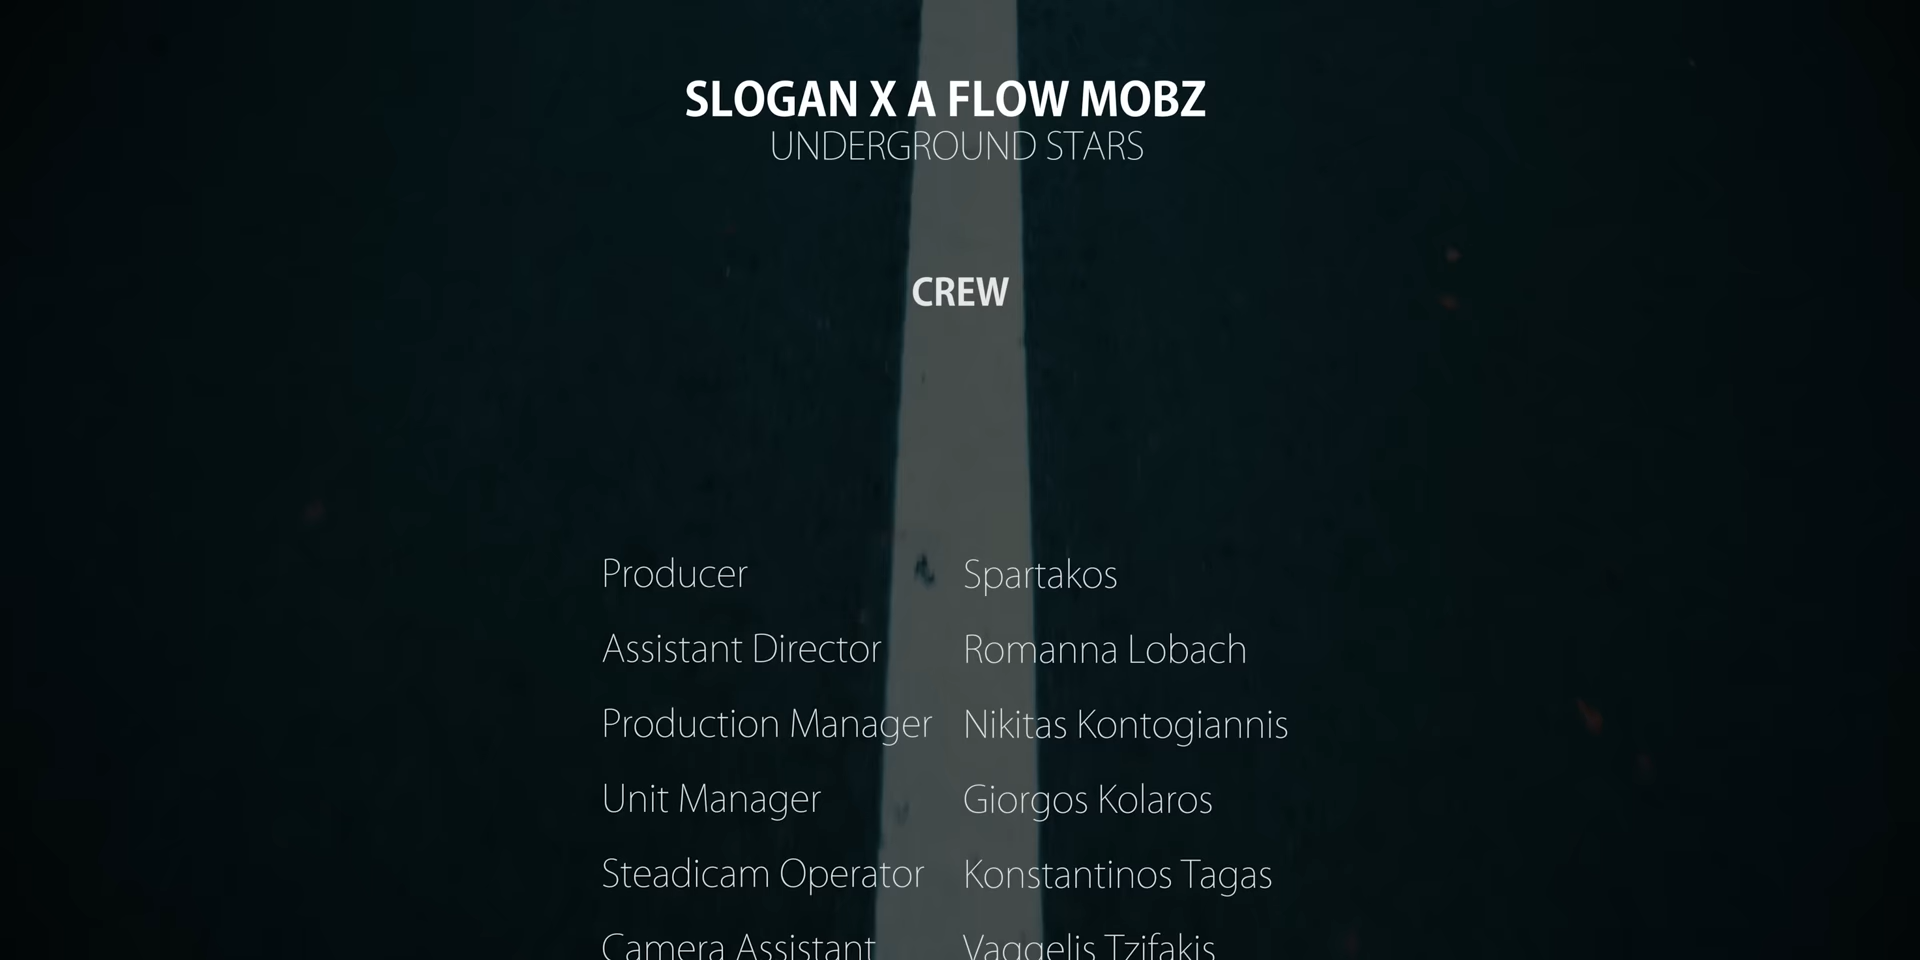 SLOGAN X A FLOW MOBZ
UNDERGROUND STARS
CREW
Producer Spartakos
Assistant Director Romanna Lobach
Production Manager Nikitas Kontogiannis
Unit Manager Giorgos Kolaros
Steadicam Operator Konstantinos Tagas
Camera Assistant Vaggelis Tzifakis